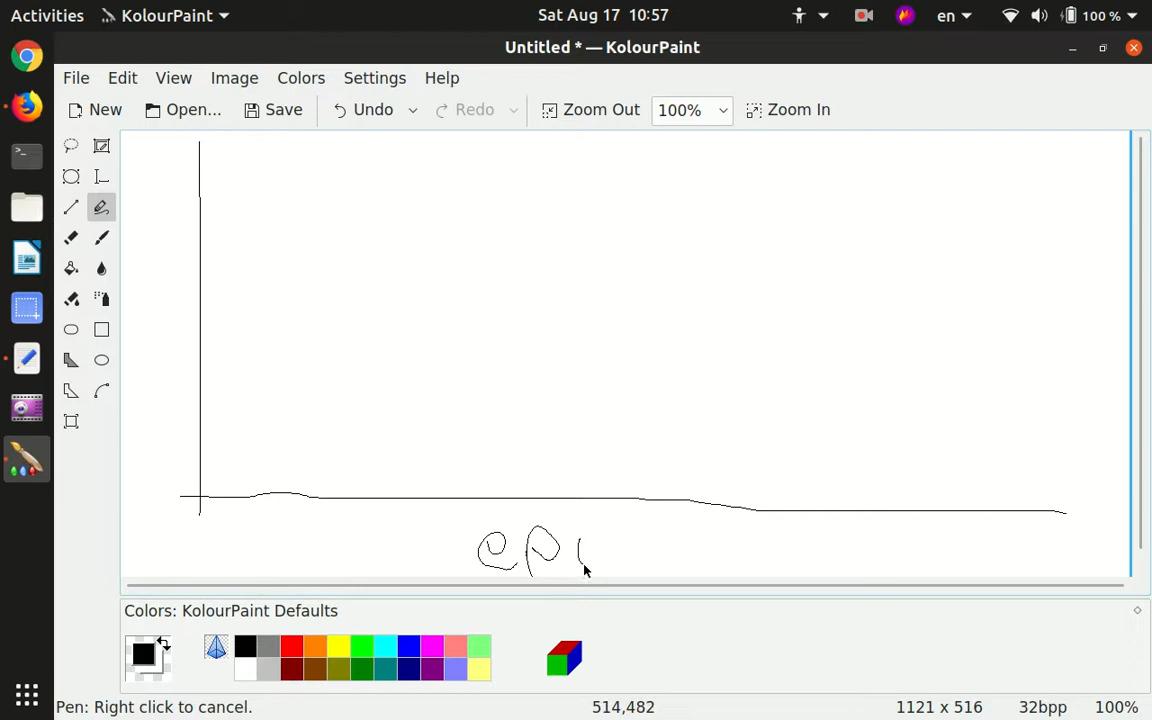 Activities KolourPaint Sat Aug 17 10:57 en 100 %
Untitled * — KolourPaint
File Edit View Image Colors Settings Help
New Open... Save Undo Redo Zoom Out 100% Zoom In
ep
Colors: KolourPaint Defaults
Pen: Right click to cancel. 514,482 1121 x 516 32bpp 100%